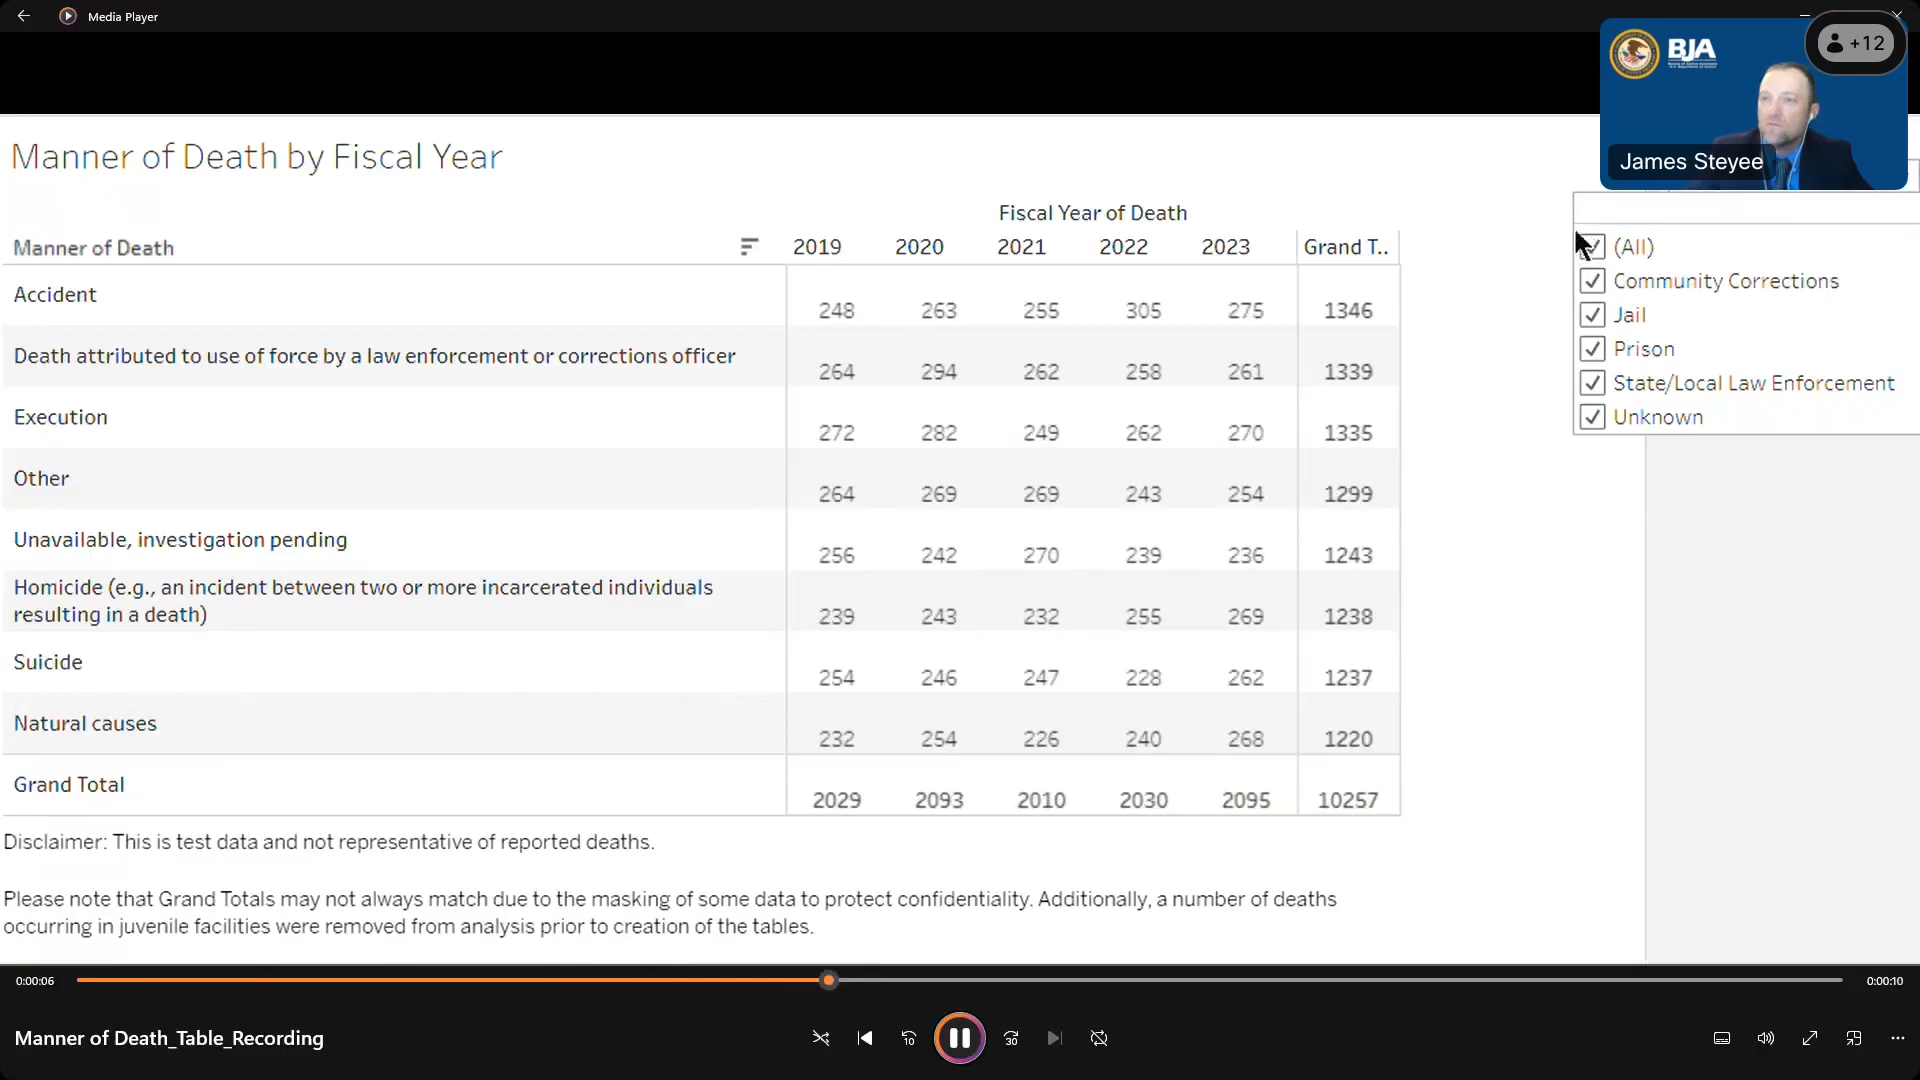 Media Player
BJA
+12
James Steyee
Manner of Death by Fiscal Year
Fiscal Year of Death
Manner of Death 2019 2020 2021 2022 2023 Grand T..
Accident 248 263 255 305 275 1346
Death attributed to use of force by a law enforcement or corrections officer 264 294 262 258 261 1339
Execution 272 282 249 262 270 1335
Other 264 269 269 243 254 1299
Unavailable, investigation pending 256 242 270 239 236 1243
Homicide (e.g., an incident between two or more incarcerated individuals
resulting in a death) 239 243 232 255 269 1238
Suicide 254 246 247 228 262 1237
Natural causes 232 254 226 240 268 1220
Grand Total 2029 2093 2010 2030 2095 10257
(All)
Community Corrections
Jail
Prison
State/Local Law Enforcement
Unknown
Disclaimer: This is test data and not representative of reported deaths.
Please note that Grand Totals may not always match due to the masking of some data to protect confidentiality. Additionally, a number of deaths
occurring in juvenile facilities were removed from analysis prior to creation of the tables.
0:00:06 0:00:10
Manner of Death_Table_Recording
10 30